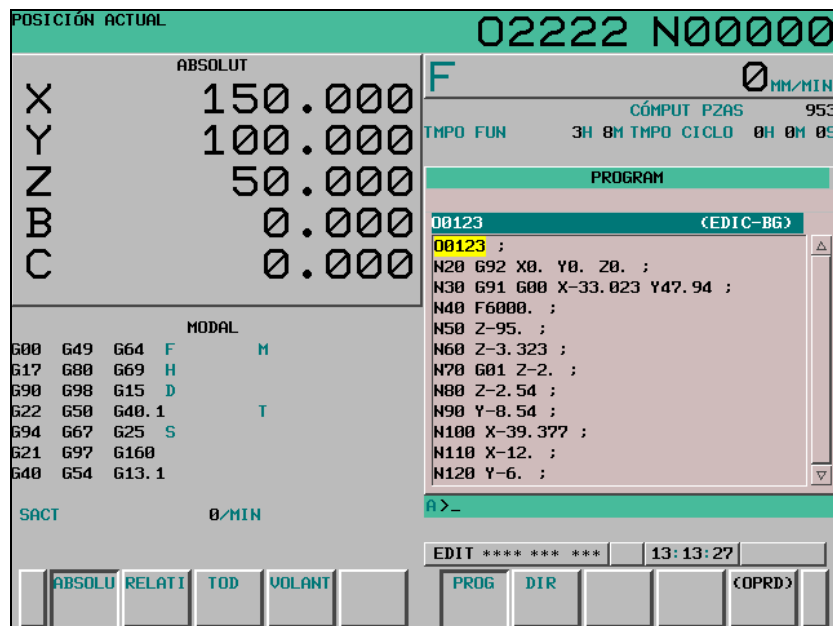 POSICIÓN ACTUAL
O2222 N00000
ABSOLUT
X 150.000
Y 100.000
Z 50.000
B 0.000
C 0.000
F 0 MM/MIN
CÓMPUT PZAS 953
TMPO FUN 3H 8M TMPO CICLO 0H 0M 0S
PROGRAM
O0123 (EDIC-BG)
O0123 ;
N20 G92 X0. Y0. Z0. ;
N30 G91 G00 X-33.023 Y47.94 ;
N40 F6000. ;
N50 Z-95. ;
N60 Z-3.323 ;
N70 G01 Z-2. ;
N80 Z-2.54 ;
N90 Y-8.54 ;
N100 X-39.377 ;
N110 X-12. ;
N120 Y-6. ;
MODAL
G00 G49 G64 F M
G17 G80 G69 H
G90 G98 G15 D
G22 G50 G40.1 T
G94 G67 G25 S
G21 G97 G160
G40 G54 G13.1
SACT 0/MIN
A>_
EDIT **** *** *** 13:13:27
ABSOLU RELATI TOD VOLANT PROG DIR (OPRD)